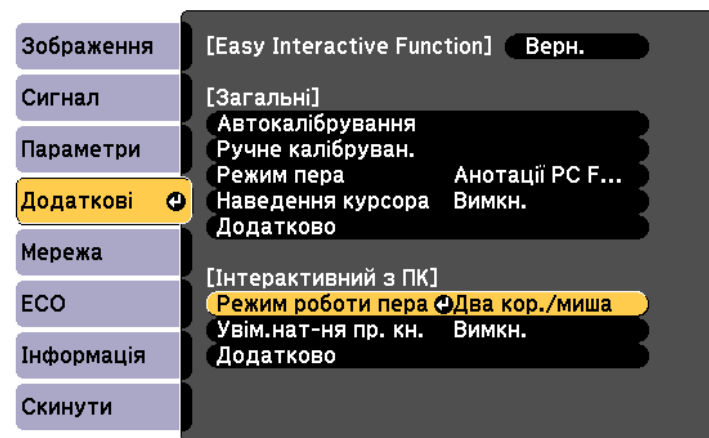 Зображення
Сигнал
Параметри
Додаткові
Мережа
ECO
Інформація
Скинути
[Easy Interactive Function] Верн.
[Загальні]
Автокалібрування
Ручне калібруван.
Режим пера Анотації PC F...
Наведення курсора Вимкн.
Додатково
[Інтерактивний з ПК]
Режим роботи пера Два кор./миша
Увім.нат-ня пр. кн. Вимкн.
Додатково